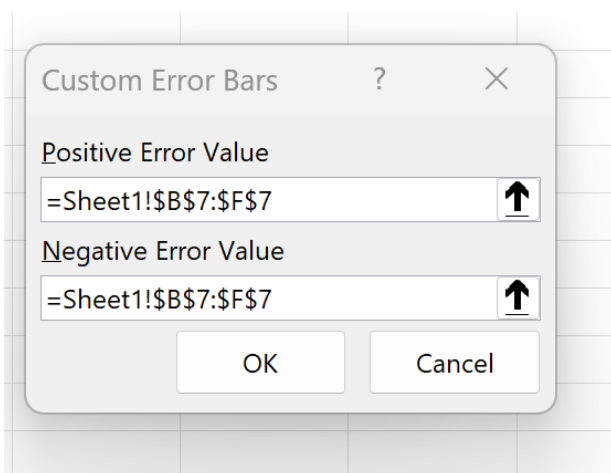 Custom Error Bars ?
Positive Error Value
=Sheet1!$B$7:$F$7
Negative Error Value
=Sheet1!$B$7:$F$7
OK Cancel